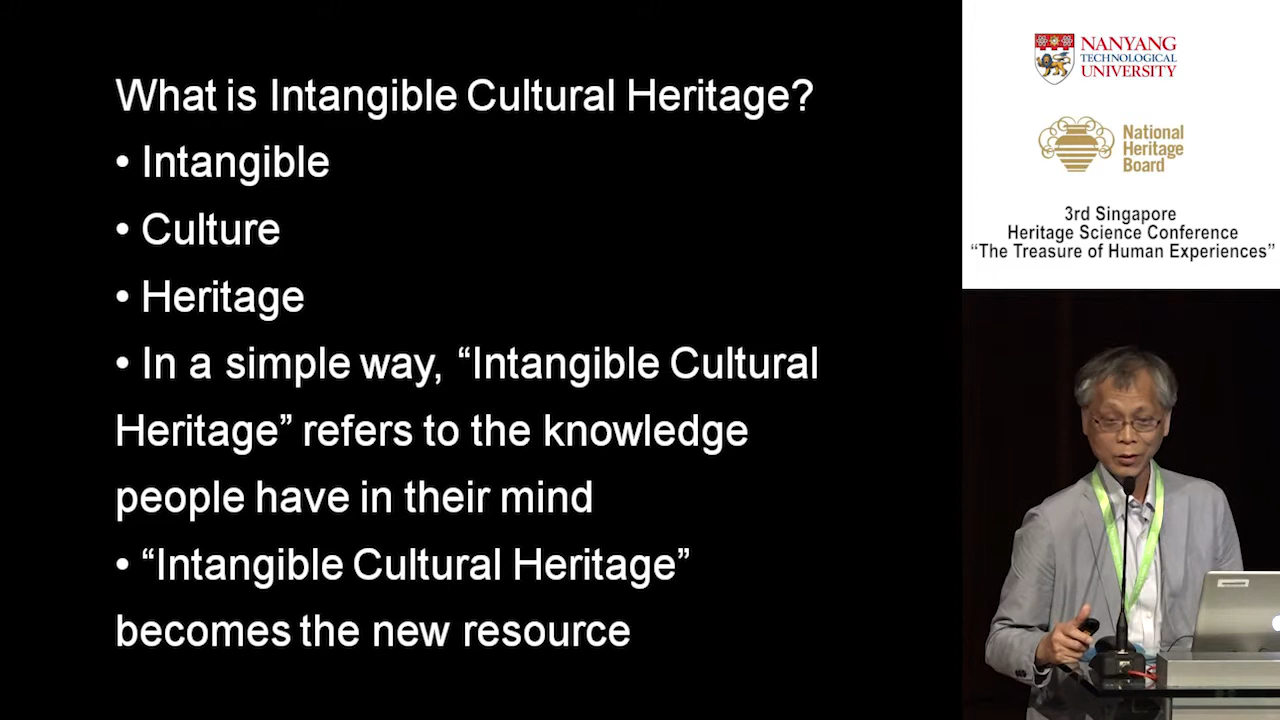 What is Intangible Cultural Heritage?
• Intangible
• Culture
• Heritage
• In a simple way, “Intangible Cultural
Heritage” refers to the knowledge
people have in their mind
• “Intangible Cultural Heritage”
becomes the new resource
NANYANG
TECHNOLOGICAL
UNIVERSITY
National
Heritage
Board
3rd Singapore
Heritage Science Conference
“The Treasure of Human Experiences”